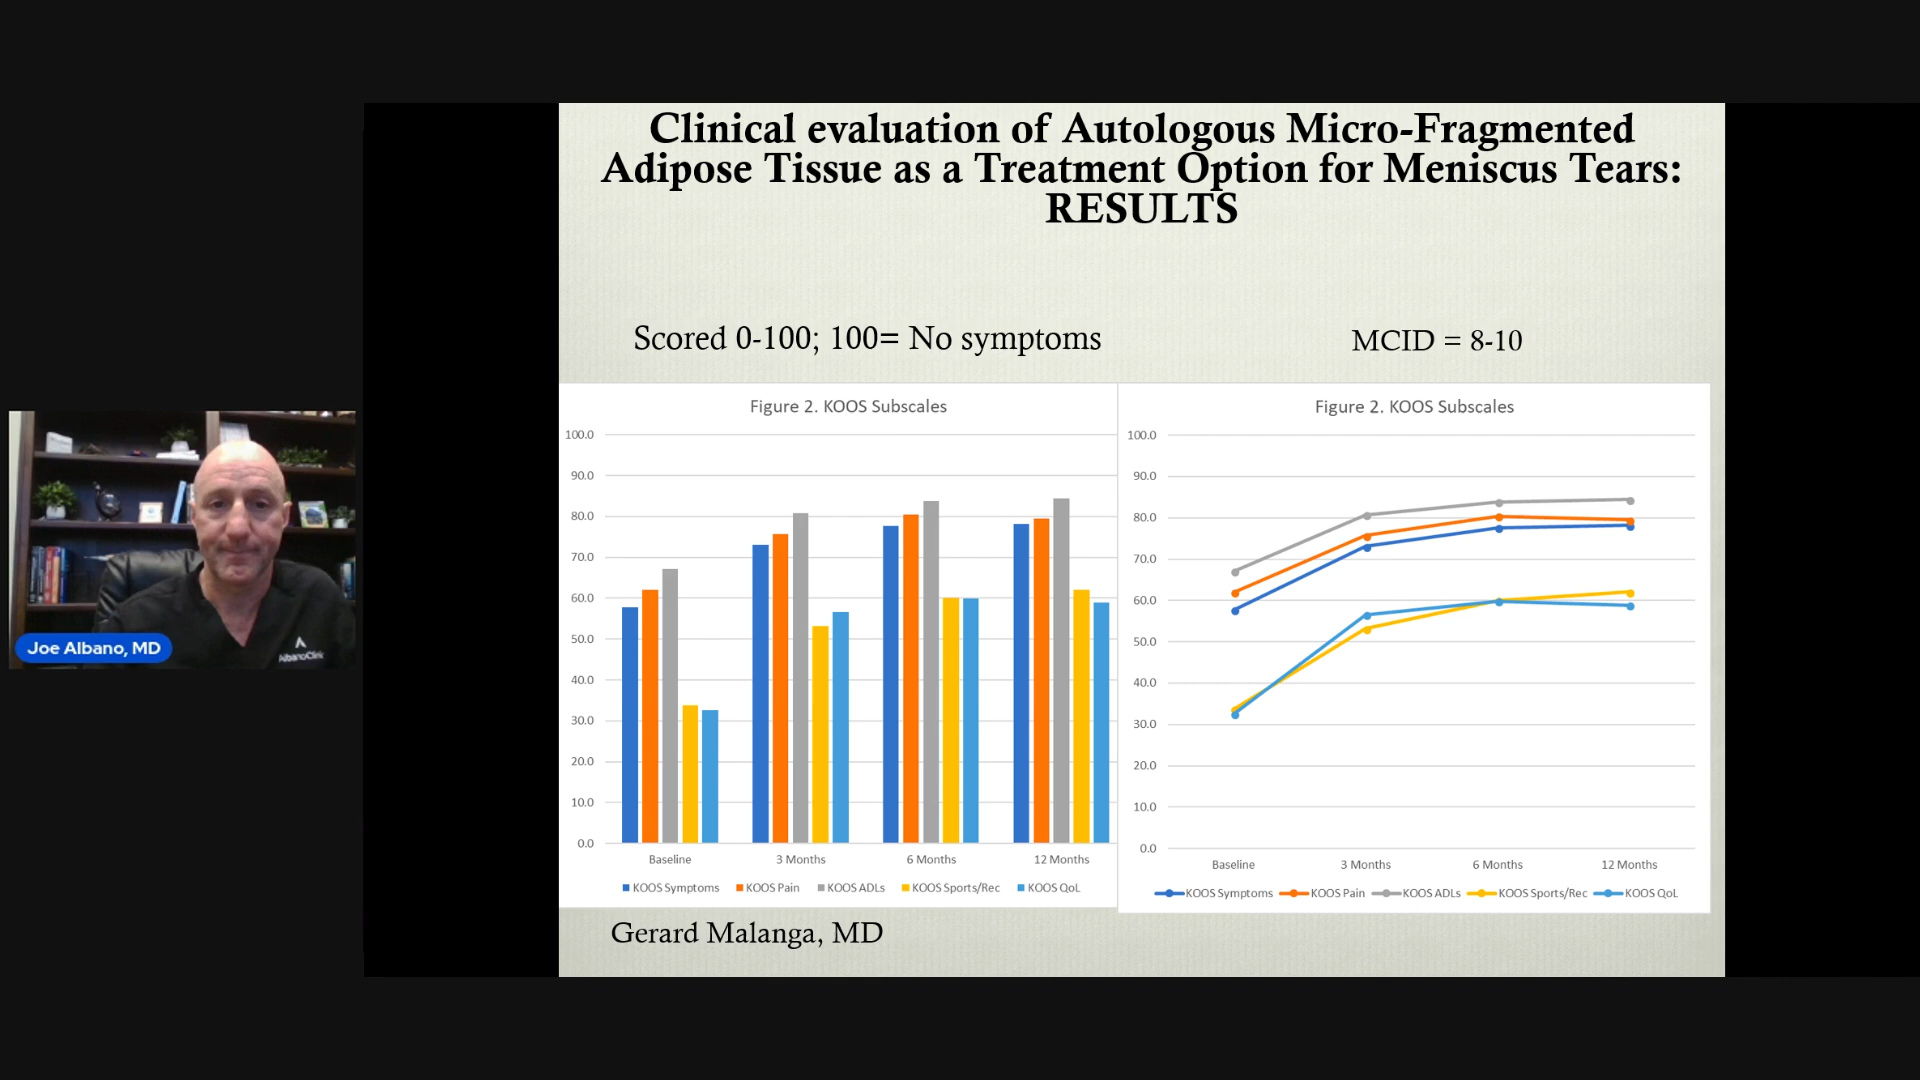 Clinical evaluation of Autologous Micro-Fragmented
Adipose Tissue as a Treatment Option for Meniscus Tears:
RESULTS
Scored 0-100; 100= No symptoms
MCID = 8-10
Figure 2. KOOS Subscales
100.0
90.0
80.0
70.0
60.0
50.0
40.0
30.0
20.0
10.0
0.0
Baseline 3 Months 6 Months 12 Months
KOOS Symptoms KOOS Pain KOOS ADLs KOOS Sports/Rec KOOS QoL
Figure 2. KOOS Subscales
100.0
90.0
80.0
70.0
60.0
50.0
40.0
30.0
20.0
10.0
0.0
Baseline 3 Months 6 Months 12 Months
KOOS Symptoms KOOS Pain KOOS ADLs KOOS Sports/Rec KOOS QoL
Gerard Malanga, MD
Joe Albano, MD
AlbanoClinic